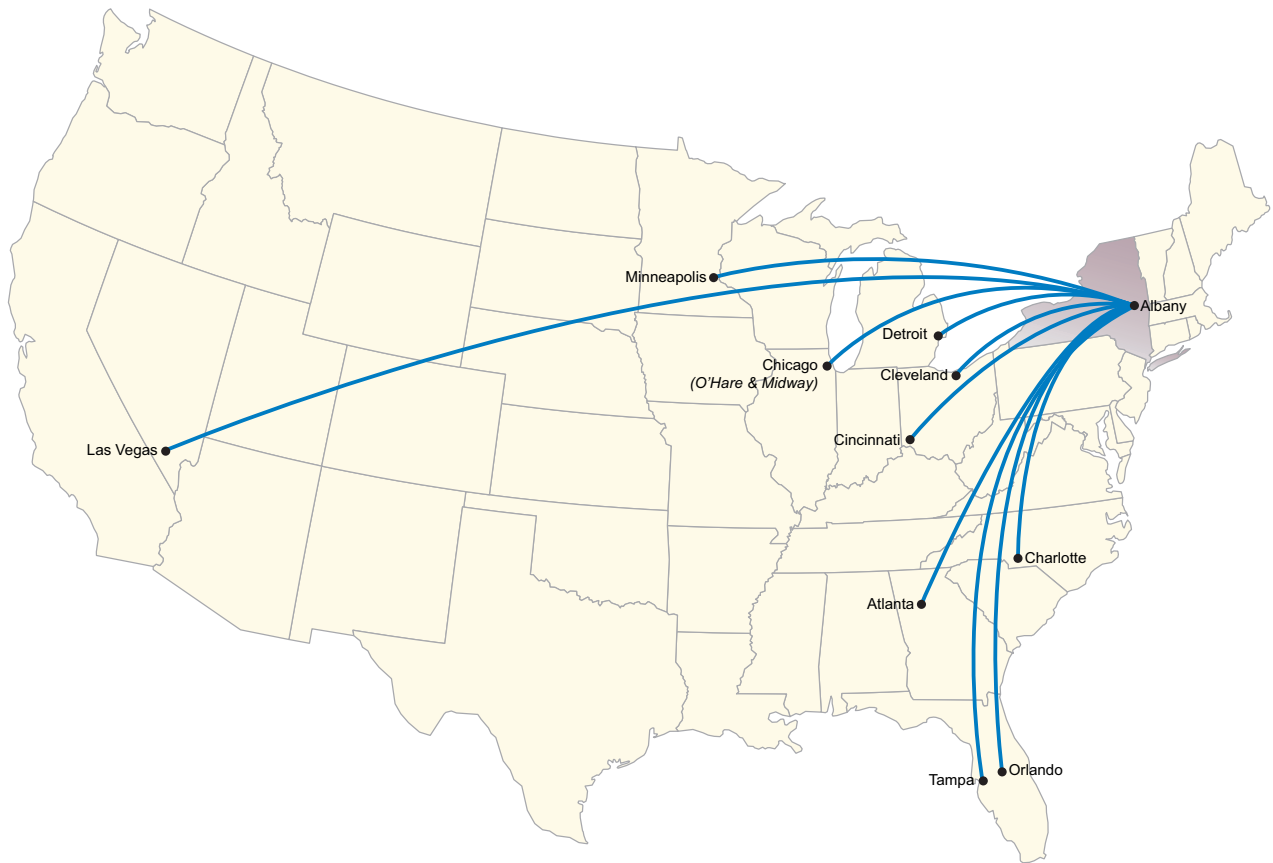 Minneapolis
Albany
Detroit
Chicago
(O’Hare & Midway)
Cleveland
Cincinnati
Las Vegas
Charlotte
Atlanta
Orlando
Tampa